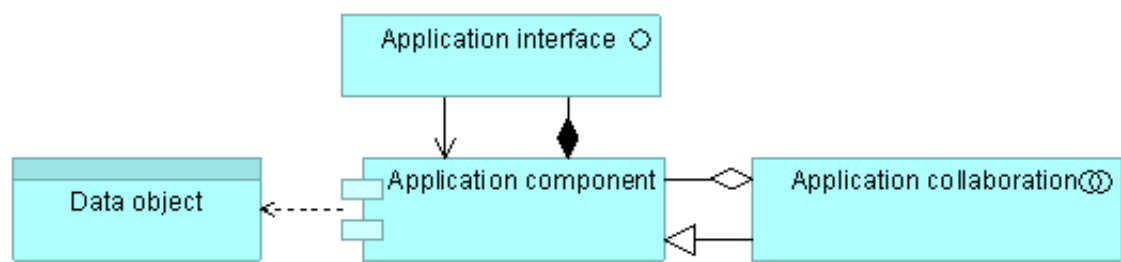 Application interface
Data object
Application component
Application collaboration